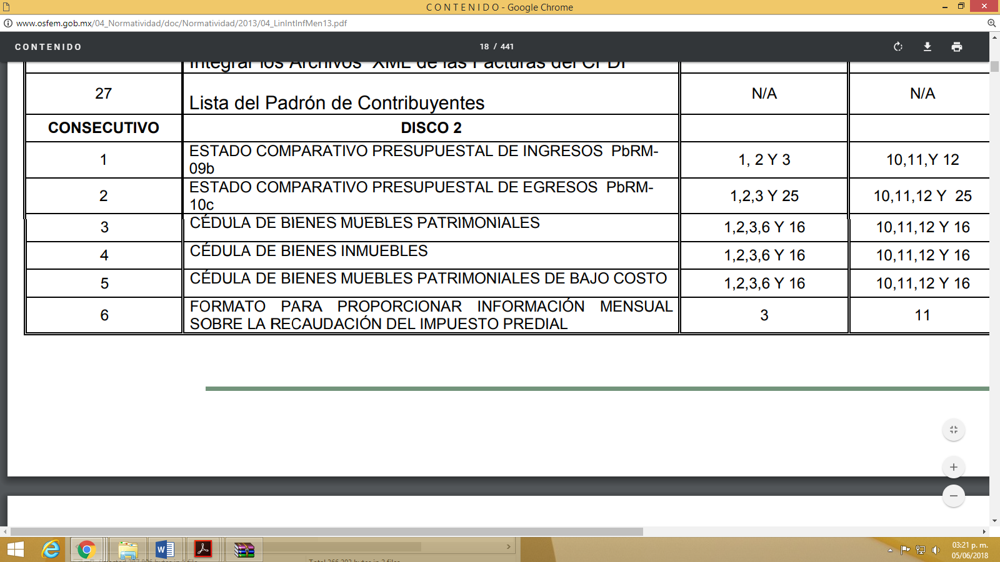 C O N T E N I D O - Google Chrome
www.osfem.gob.mx/04_Normatividad/doc/Normatividad/2013/04_LinIntInfMen13.pdf
CONTENIDO
18 / 441
Integrar los Archivos XML de las Facturas del CFDI
27
Lista del Padrón de Contribuyentes
N/A
N/A
CONSECUTIVO
DISCO 2
1
ESTADO COMPARATIVO PRESUPUESTAL DE INGRESOS PbRM-
09b
1, 2 Y 3
10,11,Y 12
2
ESTADO COMPARATIVO PRESUPUESTAL DE EGRESOS PbRM-
10c
1,2,3 Y 25
10,11,12 Y 25
3
CÉDULA DE BIENES MUEBLES PATRIMONIALES
1,2,3,6 Y 16
10,11,12 Y 16
4
CÉDULA DE BIENES INMUEBLES
1,2,3,6 Y 16
10,11,12 Y 16
5
CÉDULA DE BIENES MUEBLES PATRIMONIALES DE BAJO COSTO
1,2,3,6 Y 16
10,11,12 Y 16
6
FORMATO PARA PROPORCIONAR INFORMACIÓN MENSUAL
SOBRE LA RECAUDACIÓN DEL IMPUESTO PREDIAL
3
11
03:21 p. m.
05/06/2018